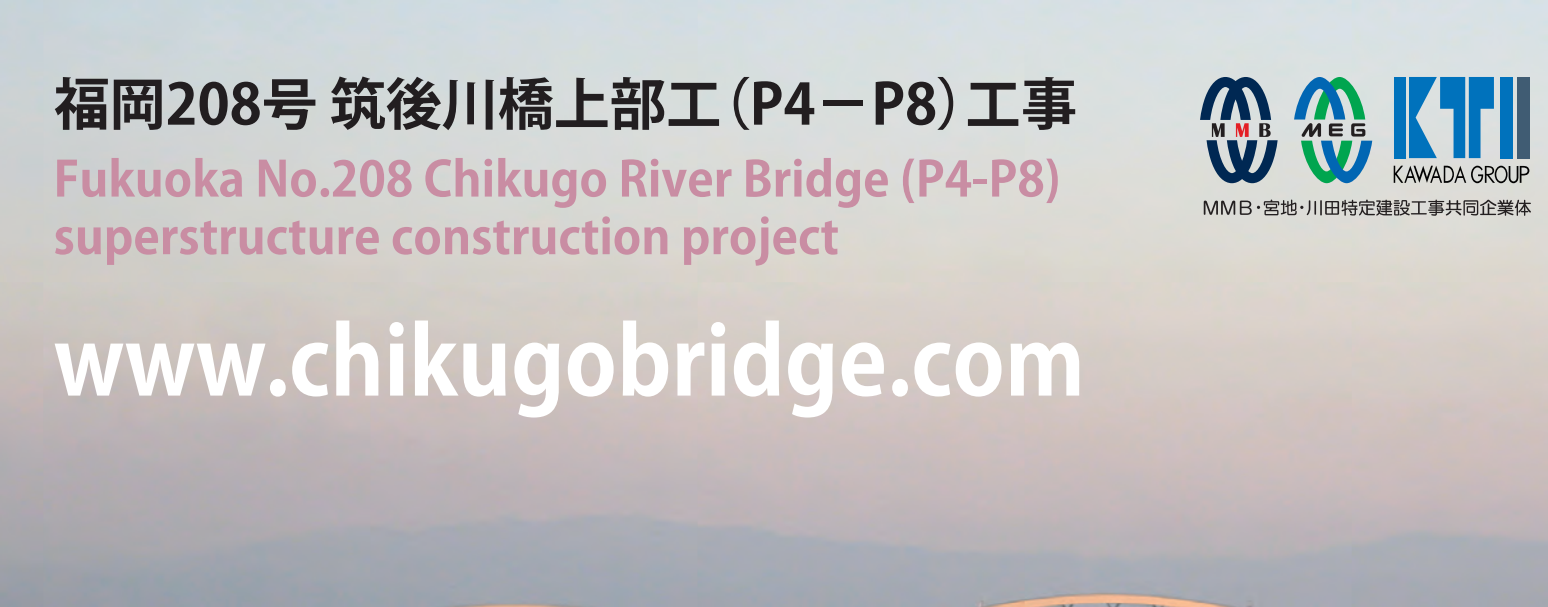 福岡208号 筑後川橋上部工（P4－P8）工事
Fukuoka No.208 Chikugo River Bridge (P4-P8)
superstructure construction project
www.chikugobridge.com
MMB
MEG
KTI
KAWADA GROUP
MMB・宮地・川田特定建設工事共同企業体